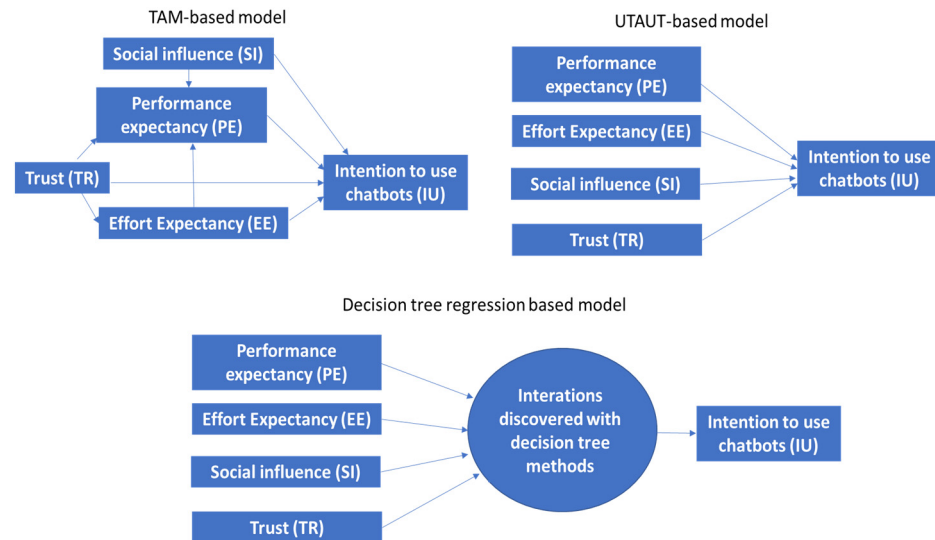 TAM-based model
Social influence (SI)
Performance
expectancy (PE)
Trust (TR)
Intention to use
chatbots (IU)
Effort Expectancy (EE)
UTAUT-based model
Performance
expectancy (PE)
Effort Expectancy (EE)
Social influence (SI)
Trust (TR)
Intention to use
chatbots (IU)
Decision tree regression based model
Performance
expectancy (PE)
Effort Expectancy (EE)
Social influence (SI)
Trust (TR)
Interations
discovered with
decision tree
methods
Intention to use
chatbots (IU)